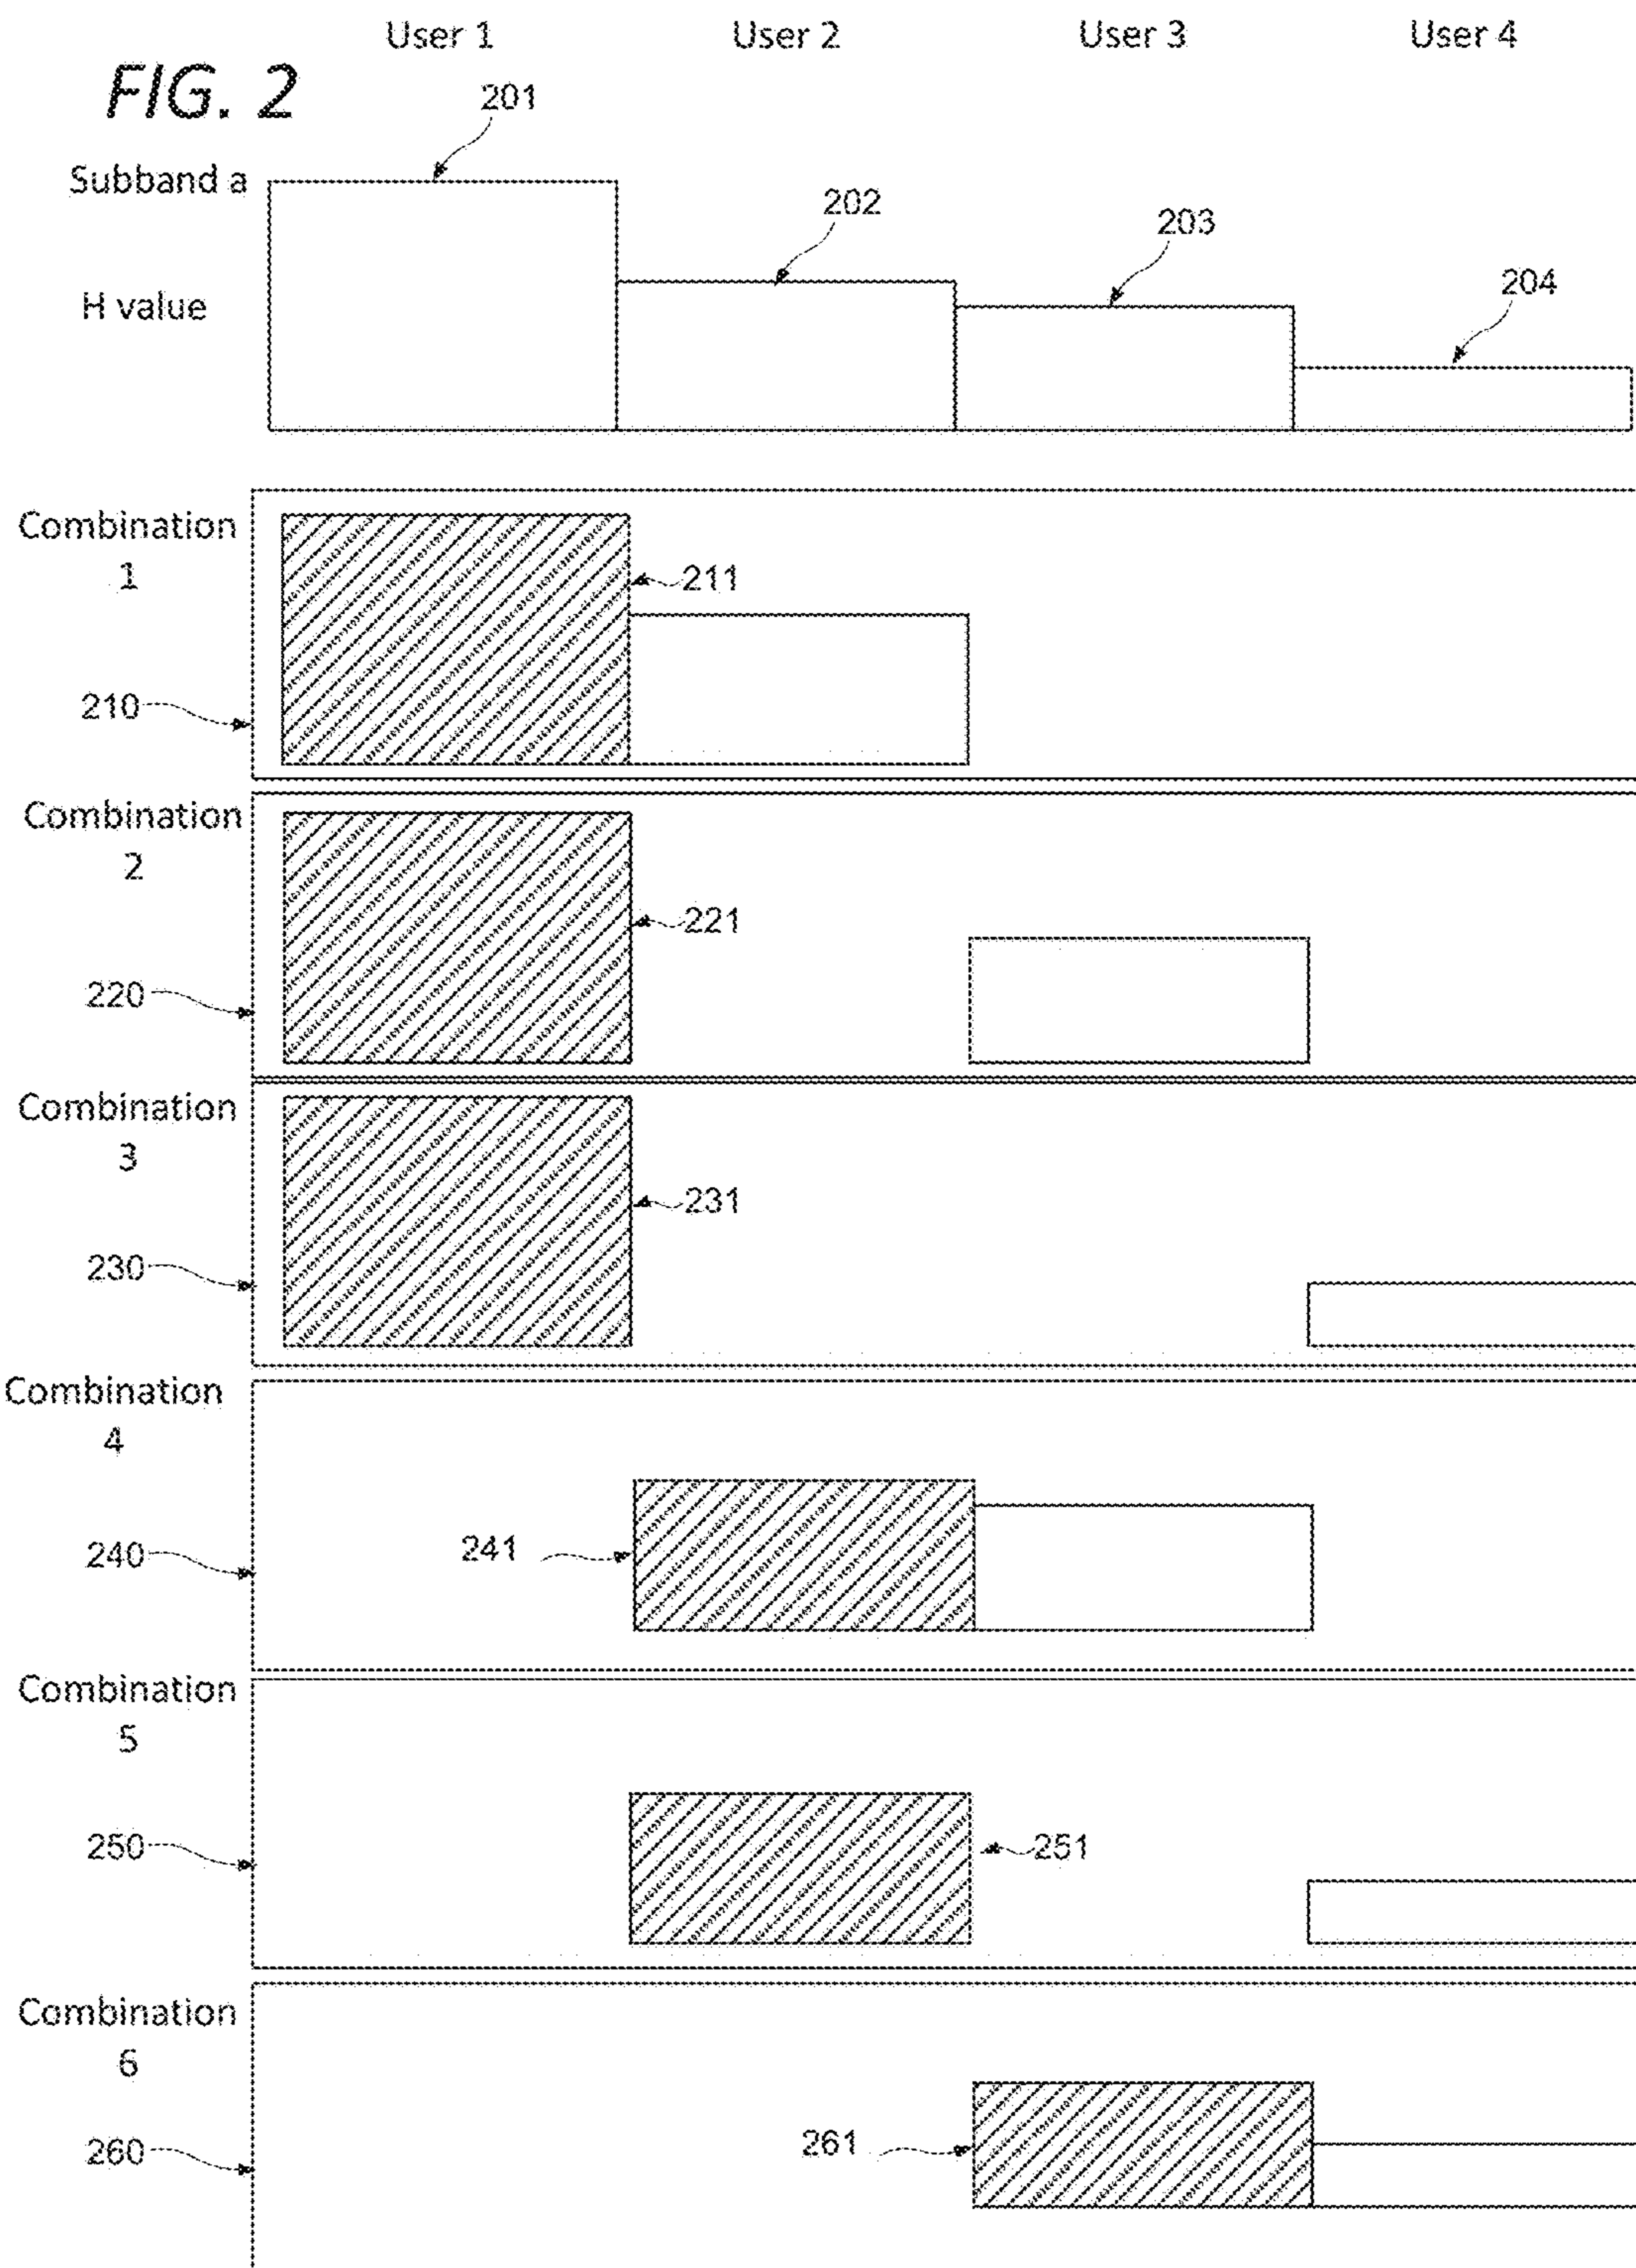 User 1 User 2 User 3 User 4
FIG. 2
201
Subband a
202
203
H value
204
Combination
1
211
210
Combination
2
221
220
Combination
3
231
230
Combination
4
241
240
Combination
5
250
251
Combination
6
261
260